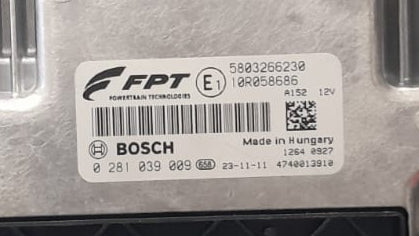 FPT
POWERTRAIN TECHNOLOGIES
E1
5803266230
10R058686
A152 12V
BOSCH
Made in Hungary
1264 0927
0 281 039 009 658 23-11-11 4740013910